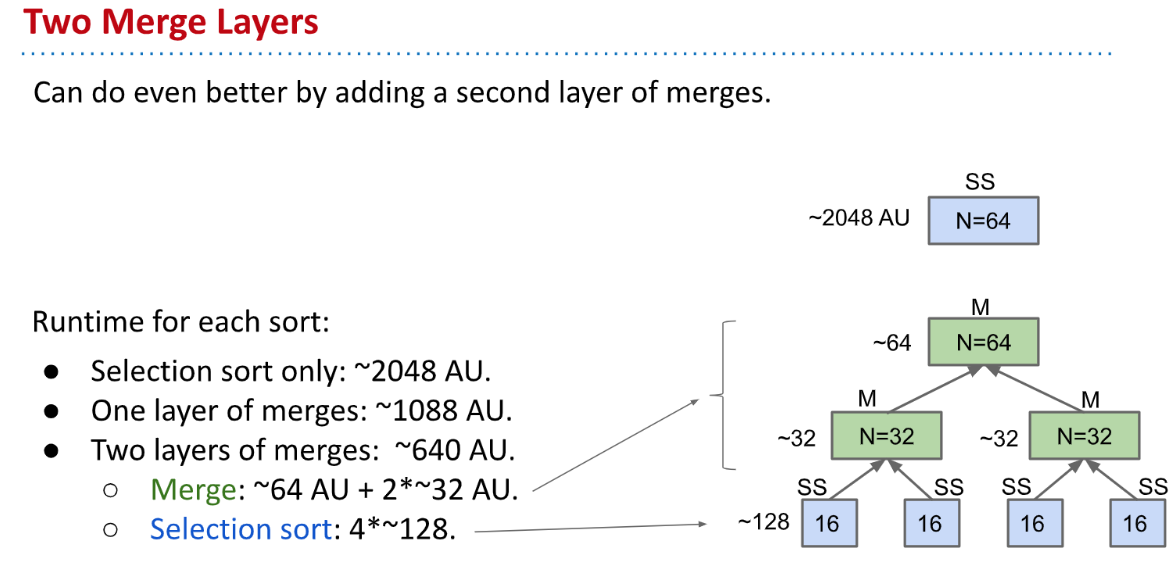 Two Merge Layers
Can do even better by adding a second layer of merges.
SS
~2048 AU
N=64
Runtime for each sort:
● Selection sort only: ~2048 AU.
● One layer of merges: ~1088 AU.
● Two layers of merges: ~640 AU.
○ Merge: ~64 AU + 2*~32 AU.
○ Selection sort: 4*~128.
M
~64
N=64
M
M
~32
N=32
~32
N=32
SS
SS
SS
SS
~128
16
16
16
16